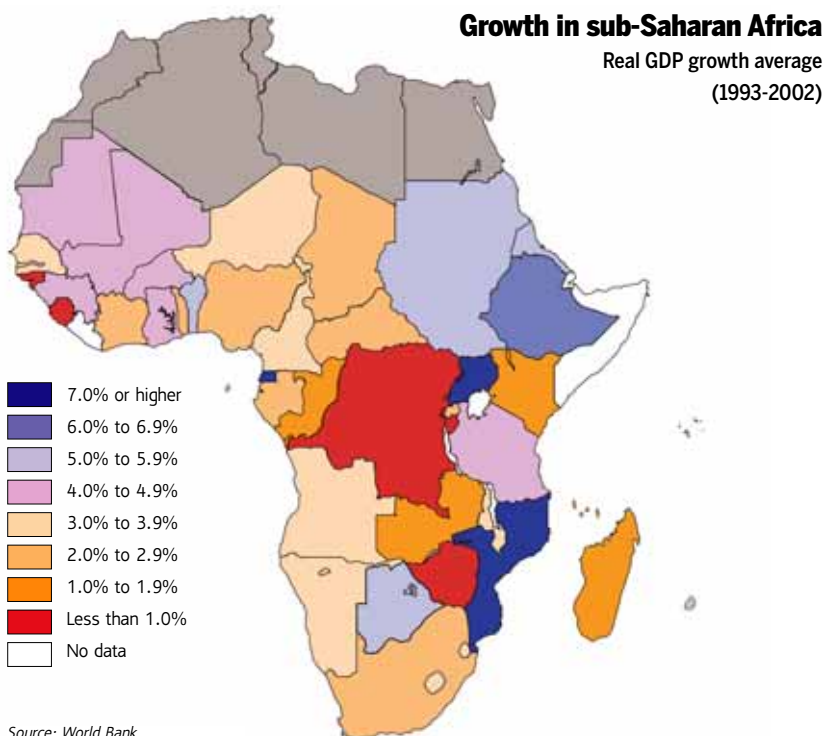 Growth in sub-Saharan Africa
Real GDP growth average
(1993-2002)
7.0% or higher
6.0% to 6.9%
5.0% to 5.9%
4.0% to 4.9%
3.0% to 3.9%
2.0% to 2.9%
1.0% to 1.9%
Less than 1.0%
No data
Source: World Bank